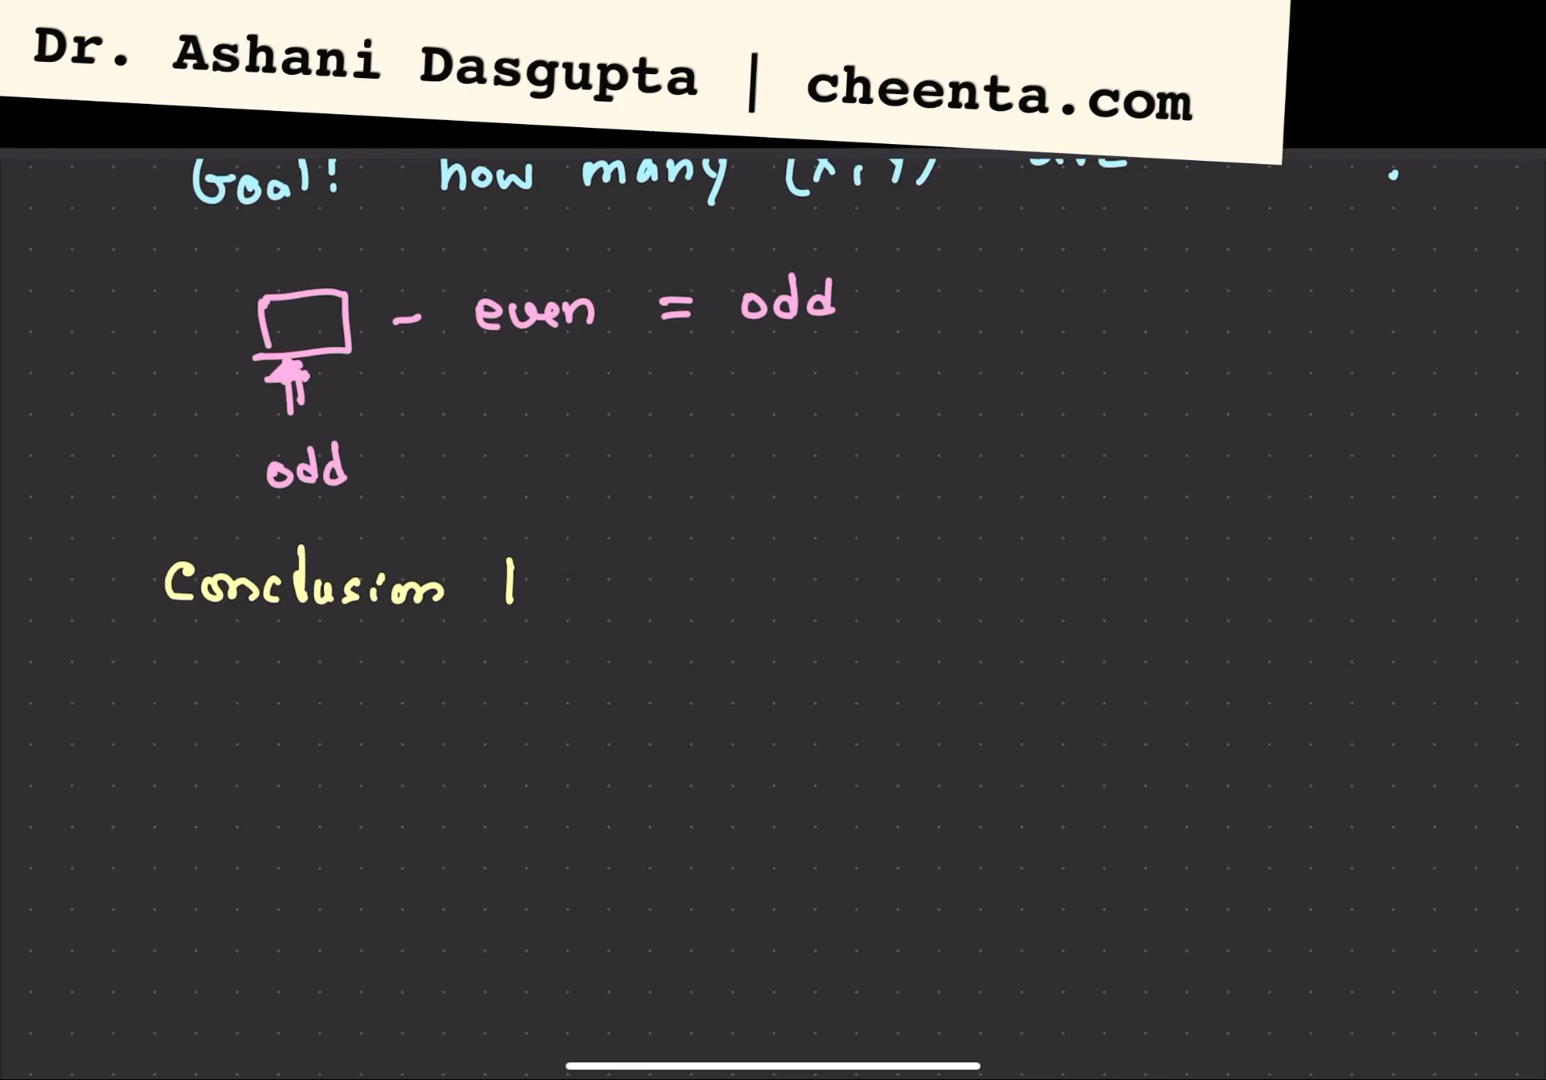 Dr. Ashani Dasgupta | cheenta.com
Goal: how many (x, y)
- even = odd
odd
Conclusion 1